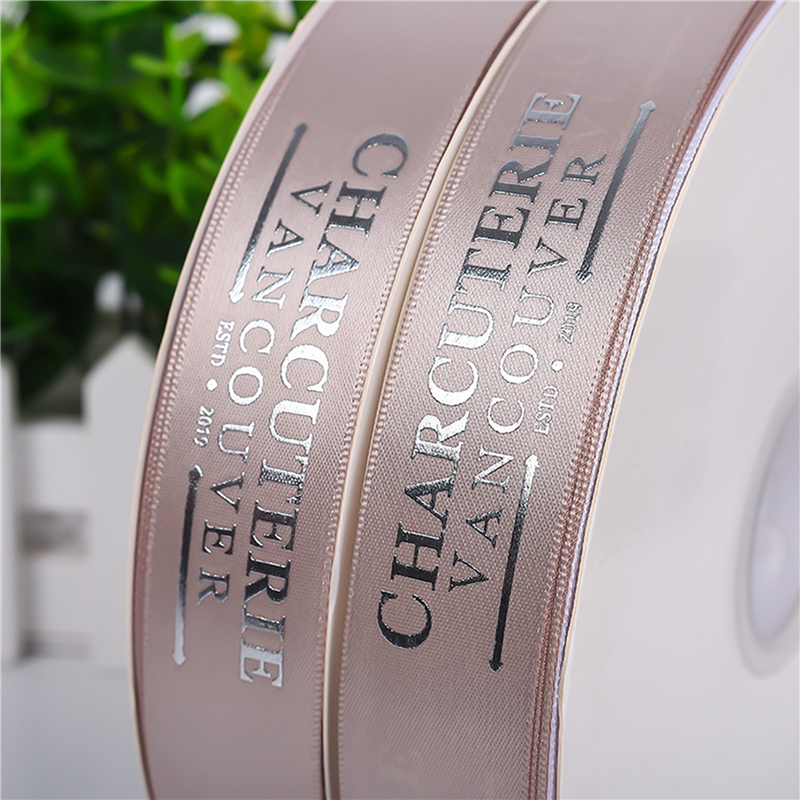 CHARCUTERIE
VANCOUVER
ESTD • 2019
CHARCUTERIE
VANCOUVER
ESTD • 2019